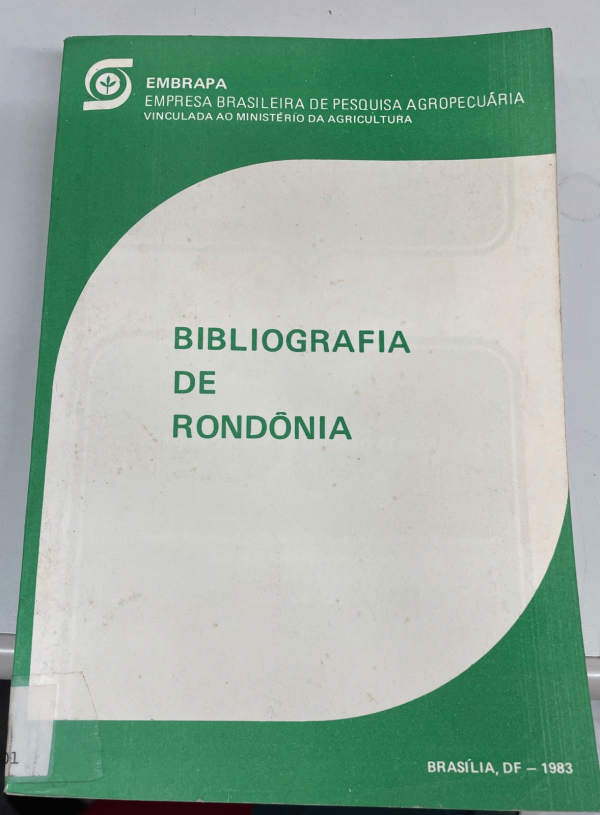 EMBRAPA
EMPRESA BRASILEIRA DE PESQUISA AGROPECUÁRIA
VINCULADA AO MINISTÉRIO DA AGRICULTURA
BIBLIOGRAFIA
DE
RONDÔNIA
BRASÍLIA, DF — 1983